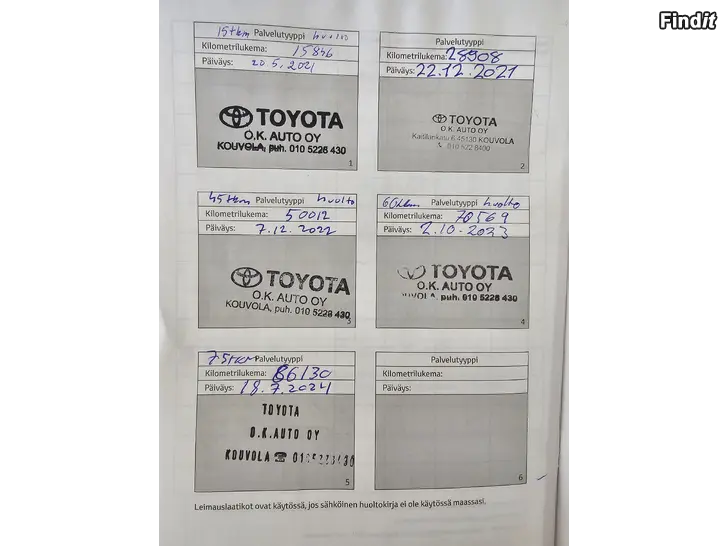 Findit
15tkm Palvelutyyppi huolto
Kilometrilukema: 15836
Päiväys: 20.5.2021
TOYOTA
O.K. AUTO OY
KOUVOLA, puh. 010 5226 430
1
Palvelutyyppi
Kilometrilukema: 28908
Päiväys: 22.12.2021
TOYOTA
O.K. AUTO OY
45130 KOUVOLA
2
45tkm Palvelutyyppi huolto
Kilometrilukema: 50012
Päiväys: 7.12.2022
TOYOTA
O.K. AUTO OY
KOUVOLA, puh. 010 5226 430
3
60tkm Palvelutyyppi huolto
Kilometrilukema: 70569
Päiväys: 2.10.2023
TOYOTA
O.K. AUTO OY
puh. 010 5226 430
4
75tkm Palvelutyyppi
Kilometrilukema: 86130
Päiväys: 18.7.2024
TOYOTA
O.K.AUTO OY
KOUVOLA ☎
5
Palvelutyyppi
Kilometrilukema:
Päiväys:
6
Leimauslaatikot ovat käytössä, jos sähköinen huoltokirja ei ole käytössä maassasi.